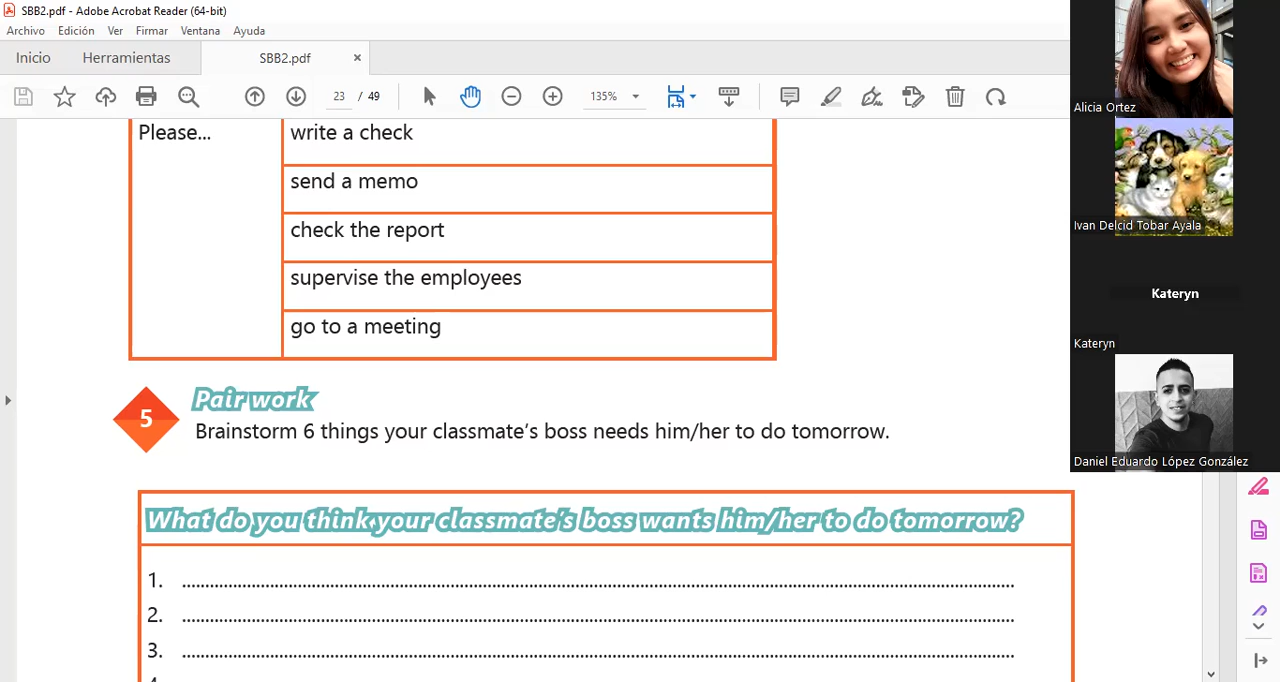 SBB2.pdf - Adobe Acrobat Reader (64-bit)
Archivo Edición Ver Firmar Ventana Ayuda
Inicio Herramientas SBB2.pdf ×
23 / 49 135%
Please... write a check
send a memo
check the report
supervise the employees
go to a meeting
5 Pair work
Brainstorm 6 things your classmate's boss needs him/her to do tomorrow.
What do you think your classmate's boss wants him/her to do tomorrow?
1. ........................................
2. ........................................
3. ........................................
Alicia Ortez
Ivan Delcid Tobar Ayala
Kateryn
Kateryn
Daniel Eduardo López González